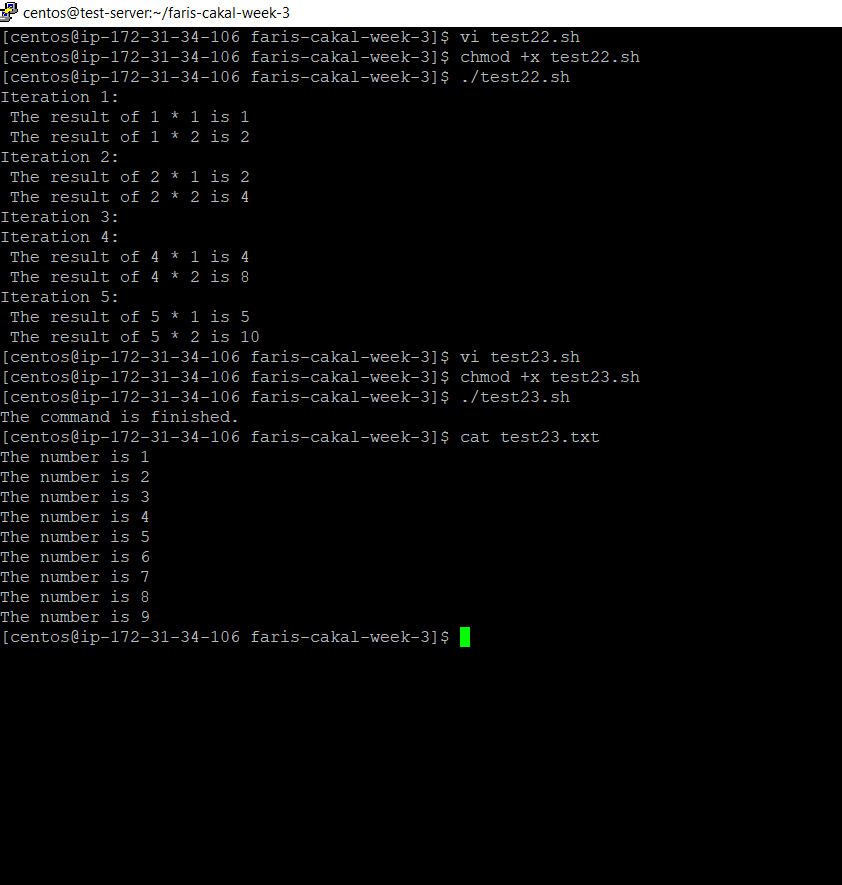 centos@test-server:~/faris-cakal-week-3
[centos@ip-172-31-34-106 faris-cakal-week-3]$ vi test22.sh
[centos@ip-172-31-34-106 faris-cakal-week-3]$ chmod +x test22.sh
[centos@ip-172-31-34-106 faris-cakal-week-3]$ ./test22.sh
Iteration 1:
 The result of 1 * 1 is 1
 The result of 1 * 2 is 2
Iteration 2:
 The result of 2 * 1 is 2
 The result of 2 * 2 is 4
Iteration 3:
Iteration 4:
 The result of 4 * 1 is 4
 The result of 4 * 2 is 8
Iteration 5:
 The result of 5 * 1 is 5
 The result of 5 * 2 is 10
[centos@ip-172-31-34-106 faris-cakal-week-3]$ vi test23.sh
[centos@ip-172-31-34-106 faris-cakal-week-3]$ chmod +x test23.sh
[centos@ip-172-31-34-106 faris-cakal-week-3]$ ./test23.sh
The command is finished.
[centos@ip-172-31-34-106 faris-cakal-week-3]$ cat test23.txt
The number is 1
The number is 2
The number is 3
The number is 4
The number is 5
The number is 6
The number is 7
The number is 8
The number is 9
[centos@ip-172-31-34-106 faris-cakal-week-3]$